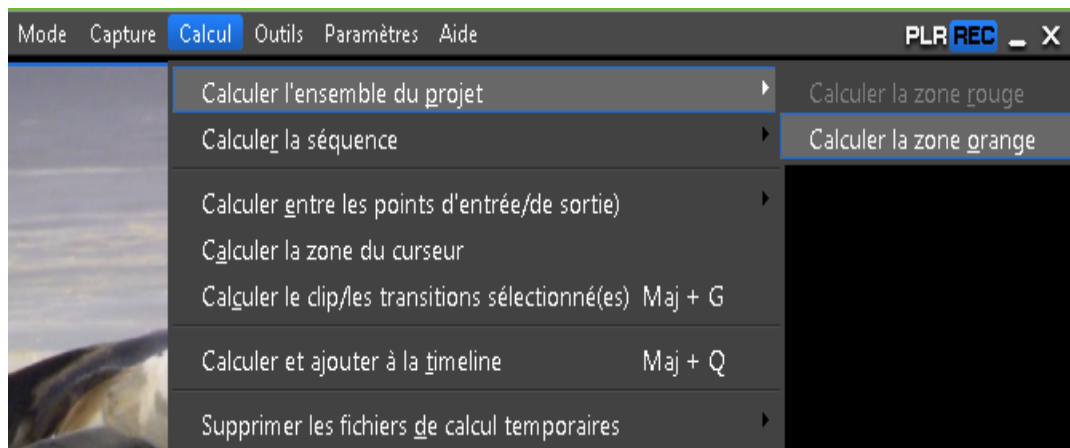 Mode Capture Calcul Outils Paramètres Aide PLR REC
Calculer l'ensemble du projet
Calculer la zone rouge
Calculer la séquence
Calculer la zone orange
Calculer entre les points d'entrée/de sortie)
Calculer la zone du curseur
Calculer le clip/les transitions sélectionné(es) Maj + G
Calculer et ajouter à la timeline Maj + Q
Supprimer les fichiers de calcul temporaires